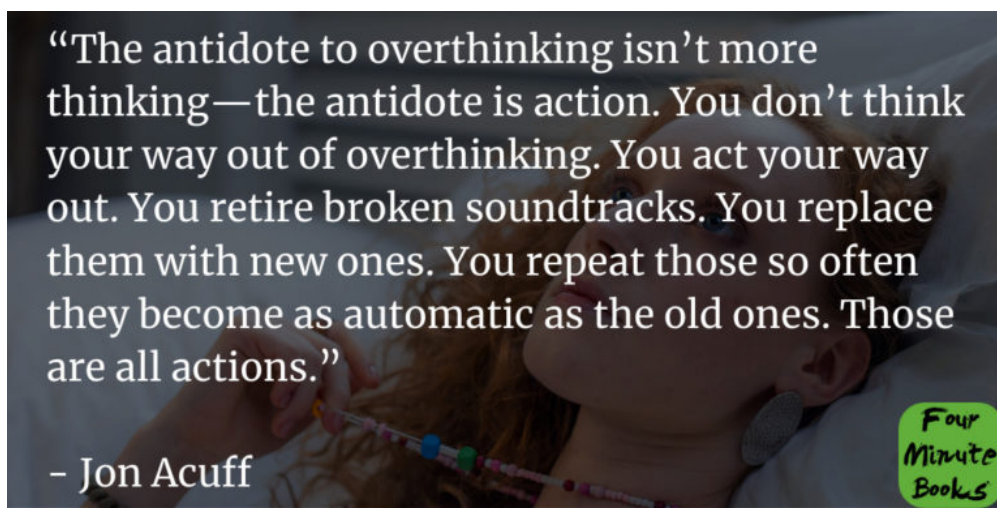 “The antidote to overthinking isn’t more
thinking—the antidote is action. You don’t think
your way out of overthinking. You act your way
out. You retire broken soundtracks. You replace
them with new ones. You repeat those so often
they become as automatic as the old ones. Those
are all actions.”
- Jon Acuff
Four
Minute
Books